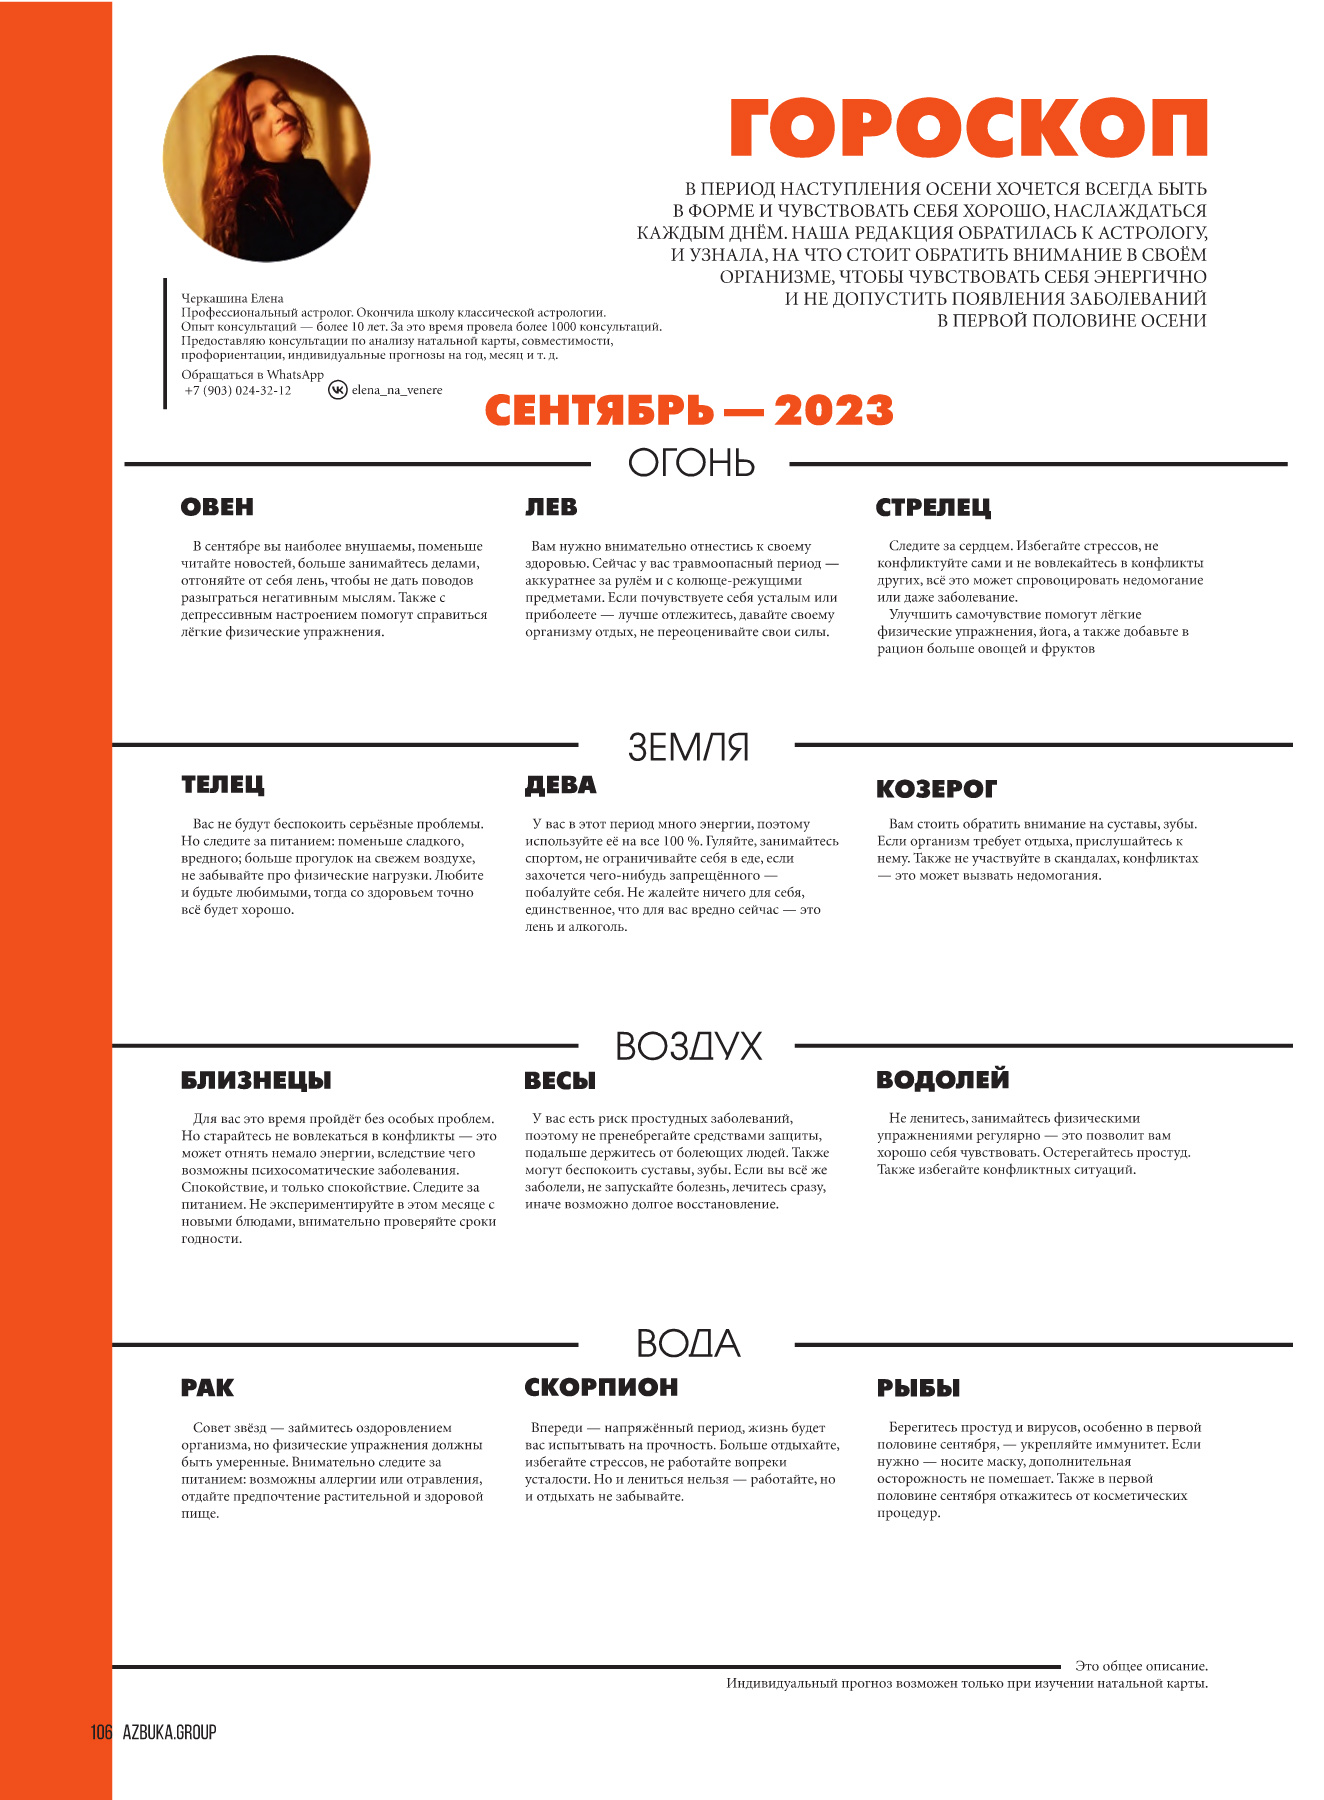 ГОРОСКОП
В ПЕРИОД НАСТУПЛЕНИЯ ОСЕНИ ХОЧЕТСЯ ВСЕГДА БЫТЬ
В ФОРМЕ И ЧУВСТВОВАТЬ СЕБЯ ХОРОШО, НАСЛАЖДАТЬСЯ
КАЖДЫМ ДНЁМ. НАША РЕДАКЦИЯ ОБРАТИЛАСЬ К АСТРОЛОГУ,
И УЗНАЛА, НА ЧТО СТОИТ ОБРАТИТЬ ВНИМАНИЕ В СВОЁМ
ОРГАНИЗМЕ, ЧТОБЫ ЧУВСТВОВАТЬ СЕБЯ ЭНЕРГИЧНО
И НЕ ДОПУСТИТЬ ПОЯВЛЕНИЯ ЗАБОЛЕВАНИЙ
В ПЕРВОЙ ПОЛОВИНЕ ОСЕНИ
Черкашина Елена
Профессиональный астролог. Окончила школу классической астрологии.
Опыт консультаций — более 10 лет. За это время провела более 1000 консультаций.
Предоставляю консультации по анализу натальной карты, совместимости,
профориентации, индивидуальные прогнозы на год, месяц и т. д.
Обращаться в WhatsApp
+7 (903) 024-32-12 elena_na_venere
СЕНТЯБРЬ — 2023
ОГОНЬ
ОВЕН
В сентябре вы наиболее внушаемы, поменьше
читайте новостей, больше занимайтесь делами,
отгоняйте от себя лень, чтобы не дать поводов
разыграться негативным мыслям. Также с
депрессивным настроением помогут справиться
лёгкие физические упражнения.
ЛЕВ
Вам нужно внимательно отнестись к своему
здоровью. Сейчас у вас травмоопасный период —
аккуратнее за рулём и с колюще-режущими
предметами. Если почувствуете себя усталым или
приболеете — лучше отлежитесь, давайте своему
организму отдых, не переоценивайте свои силы.
СТРЕЛЕЦ
Следите за сердцем. Избегайте стрессов, не
конфликтуйте сами и не вовлекайтесь в конфликты
других, всё это может спровоцировать недомогание
или даже заболевание.
Улучшить самочувствие помогут лёгкие
физические упражнения, йога, а также добавьте в
рацион больше овощей и фруктов
ЗЕМЛЯ
ТЕЛЕЦ
Вас не будут беспокоить серьёзные проблемы.
Но следите за питанием: поменьше сладкого,
вредного; больше прогулок на свежем воздухе,
не забывайте про физические нагрузки. Любите
и будьте любимыми, тогда со здоровьем точно
всё будет хорошо.
ДЕВА
У вас в этот период много энергии, поэтому
используйте её на все 100 %. Гуляйте, занимайтесь
спортом, не ограничивайте себя в еде, если
захочется чего-нибудь запрещённого —
побалуйте себя. Не жалейте ничего для себя,
единственное, что для вас вредно сейчас — это
лень и алкоголь.
КОЗЕРОГ
Вам стоить обратить внимание на суставы, зубы.
Если организм требует отдыха, прислушайтесь к
нему. Также не участвуйте в скандалах, конфликтах
— это может вызвать недомогания.
ВОЗДУХ
БЛИЗНЕЦЫ
Для вас это время пройдёт без особых проблем.
Но старайтесь не вовлекаться в конфликты — это
может отнять немало энергии, вследствие чего
возможны психосоматические заболевания.
Спокойствие, и только спокойствие. Следите за
питанием. Не экспериментируйте в этом месяце с
новыми блюдами, внимательно проверяйте сроки
годности.
ВЕСЫ
У вас есть риск простудных заболеваний,
поэтому не пренебрегайте средствами защиты,
подальше держитесь от болеющих людей. Также
могут беспокоить суставы, зубы. Если вы всё же
заболели, не запускайте болезнь, лечитесь сразу,
иначе возможно долгое восстановление.
ВОДОЛЕЙ
Не ленитесь, занимайтесь физическими
упражнениями регулярно — это позволит вам
хорошо себя чувствовать. Остерегайтесь простуд.
Также избегайте конфликтных ситуаций.
ВОДА
РАК
Совет звёзд — займитесь оздоровлением
организма, но физические упражнения должны
быть умеренные. Внимательно следите за
питанием: возможны аллергии или отравления,
отдайте предпочтение растительной и здоровой
пище.
СКОРПИОН
Впереди — напряжённый период, жизнь будет
вас испытывать на прочность. Больше отдыхайте,
избегайте стрессов, не работайте вопреки
усталости. Но и лениться нельзя — работайте, но
и отдыхать не забывайте.
РЫБЫ
Берегитесь простуд и вирусов, особенно в первой
половине сентября, — укрепляйте иммунитет. Если
нужно — носите маску, дополнительная
осторожность не помешает. Также в первой
половине сентября откажитесь от косметических
процедур.
Это общее описание.
Индивидуальный прогноз возможен только при изучении натальной карты.
106 AZBUKA.GROUP